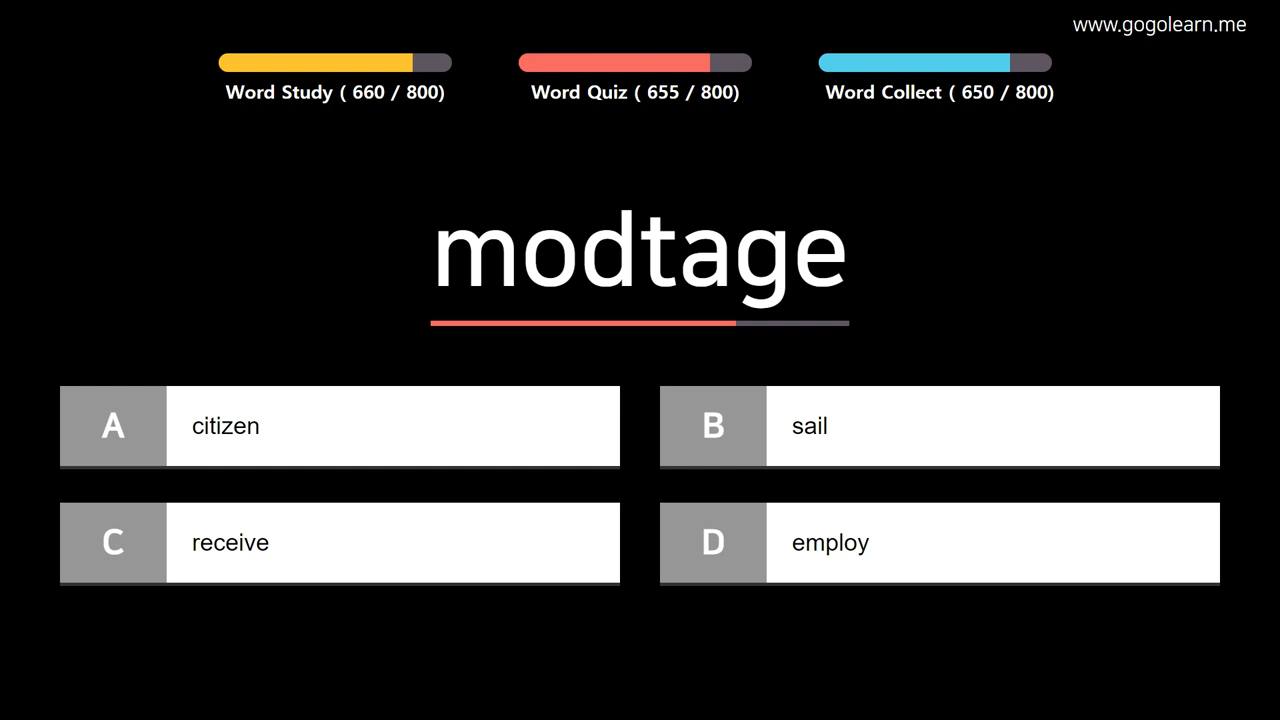 www.gogolearn.me
Word Study ( 660 / 800)
Word Quiz ( 655 / 800)
Word Collect ( 650 / 800)
modtage
A citizen
B sail
C receive
D employ